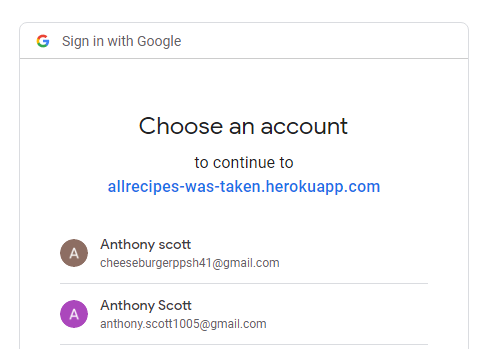 Sign in with Google
Choose an account
to continue to
allrecipes-was-taken.herokuapp.com
A
Anthony scott
cheeseburgerppsh41@gmail.com
A
Anthony Scott
anthony.scott1005@gmail.com